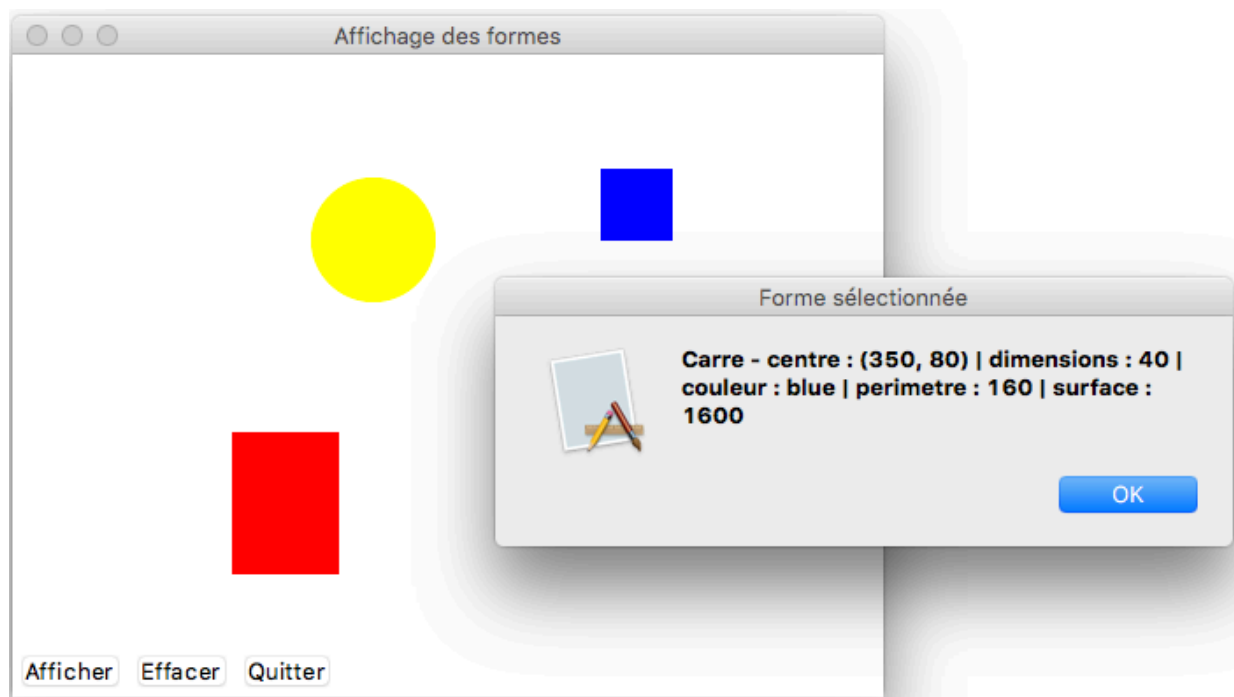 Affichage des formes
Forme sélectionnée
Carre - centre : (350, 80) | dimensions : 40 |
couleur : blue | perimetre : 160 | surface :
1600
OK
Afficher Effacer Quitter